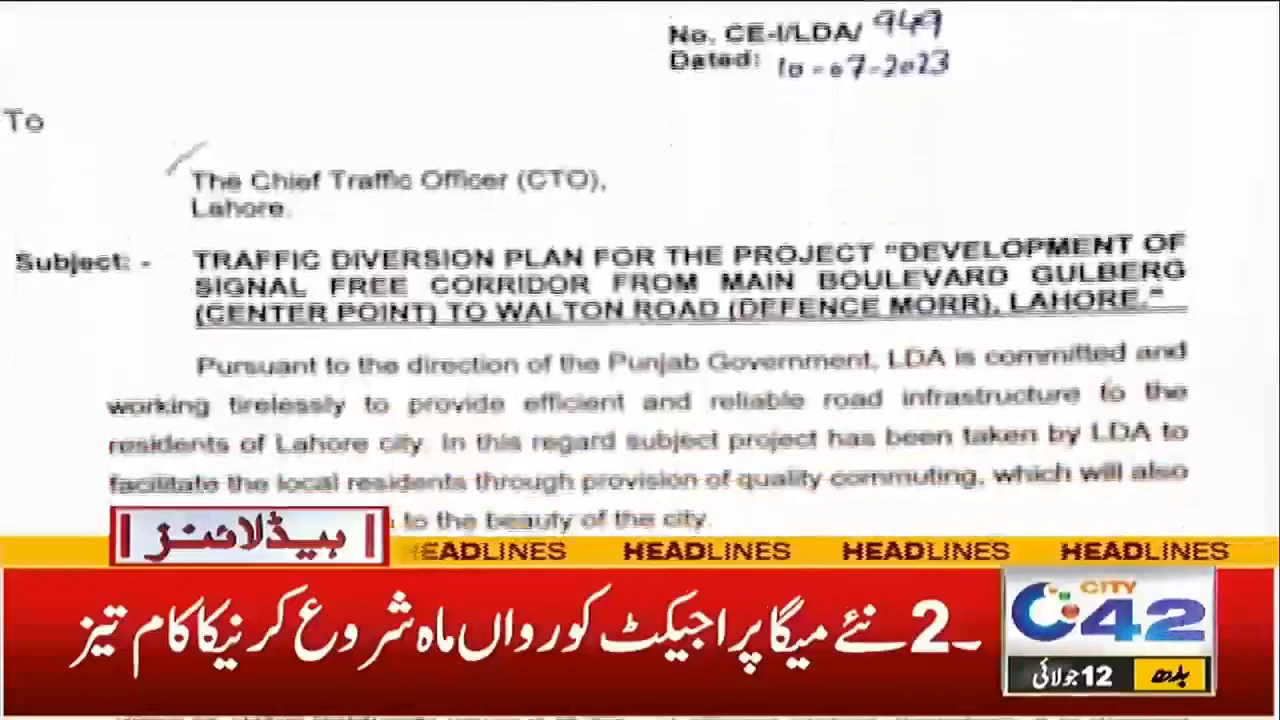 No. CE-I/LDA/ 949
Dated: 10-07-2023
To
The Chief Traffic Officer (CTO),
Lahore.
Subject: - TRAFFIC DIVERSION PLAN FOR THE PROJECT "DEVELOPMENT OF
SIGNAL FREE CORRIDOR FROM MAIN BOULEVARD GULBERG
(CENTER POINT) TO WALTON ROAD (DEFENCE MORR), LAHORE."
Pursuant to the direction of the Punjab Government, LDA is committed and
working tirelessly to provide efficient and reliable road infrastructure to the
residents of Lahore city. In this regard subject project has been taken by LDA to
facilitate the local residents through provision of quality commuting, which will also
to the beauty of the city.
ہیڈلائنز
HEADLINES HEADLINES HEADLINES HEADLINES
۔2 نئے میگا پراجیکٹ کو رواں ماہ شروع کرنیکا کام تیز
CITY
42
بدھ 12 جولائی